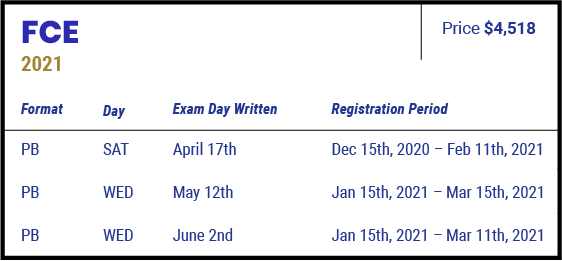 FCE
Price $4,518
2021
Format Day Exam Day Written Registration Period
PB SAT April 17th Dec 15th, 2020 – Feb 11th, 2021
PB WED May 12th Jan 15th, 2021 – Mar 15th, 2021
PB WED June 2nd Jan 15th, 2021 – Mar 11th, 2021